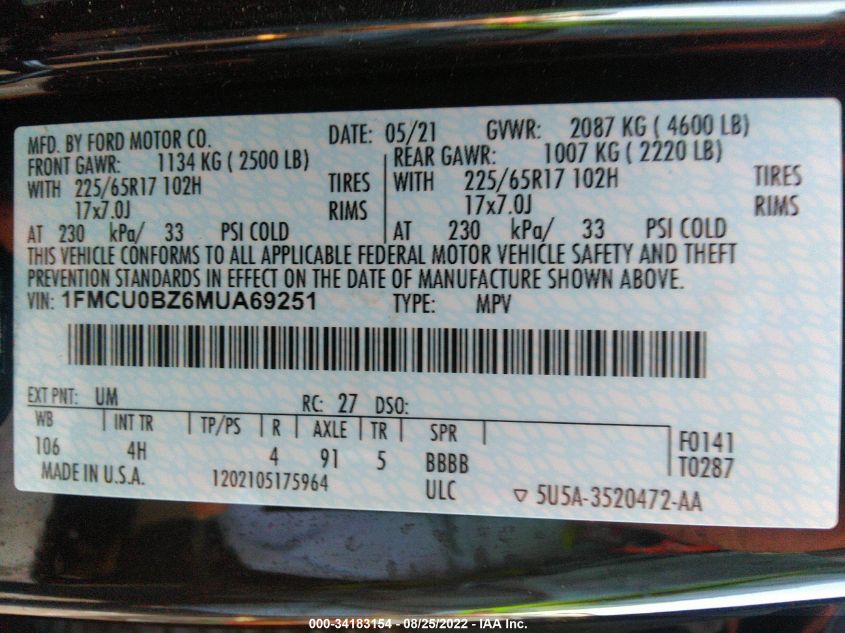 MFD. BY FORD MOTOR CO. DATE: 05/21 GVWR: 2087 KG ( 4600 LB)
FRONT GAWR: 1134 KG ( 2500 LB) REAR GAWR: 1007 KG ( 2220 LB)
WITH 225/65R17 102H TIRES WITH 225/65R17 102H TIRES
17x7.0J RIMS 17x7.0J RIMS
AT 230 kPa/ 33 PSI COLD AT 230 kPa/ 33 PSI COLD
THIS VEHICLE CONFORMS TO ALL APPLICABLE FEDERAL MOTOR VEHICLE SAFETY AND THEFT
PREVENTION STANDARDS IN EFFECT ON THE DATE OF MANUFACTURE SHOWN ABOVE.
VIN: 1FMCU0BZ6MUA69251 TYPE: MPV
EXT PNT: UM RC: 27 DSO:
WB INT TR TP/PS R AXLE TR SPR F0141
106 4H 4 91 5 BBBB T0287
MADE IN U.S.A. 1202105175964 ULC ▽ 5U5A-3520472-AA
000-34183154 - 08/25/2022 - IAA Inc.